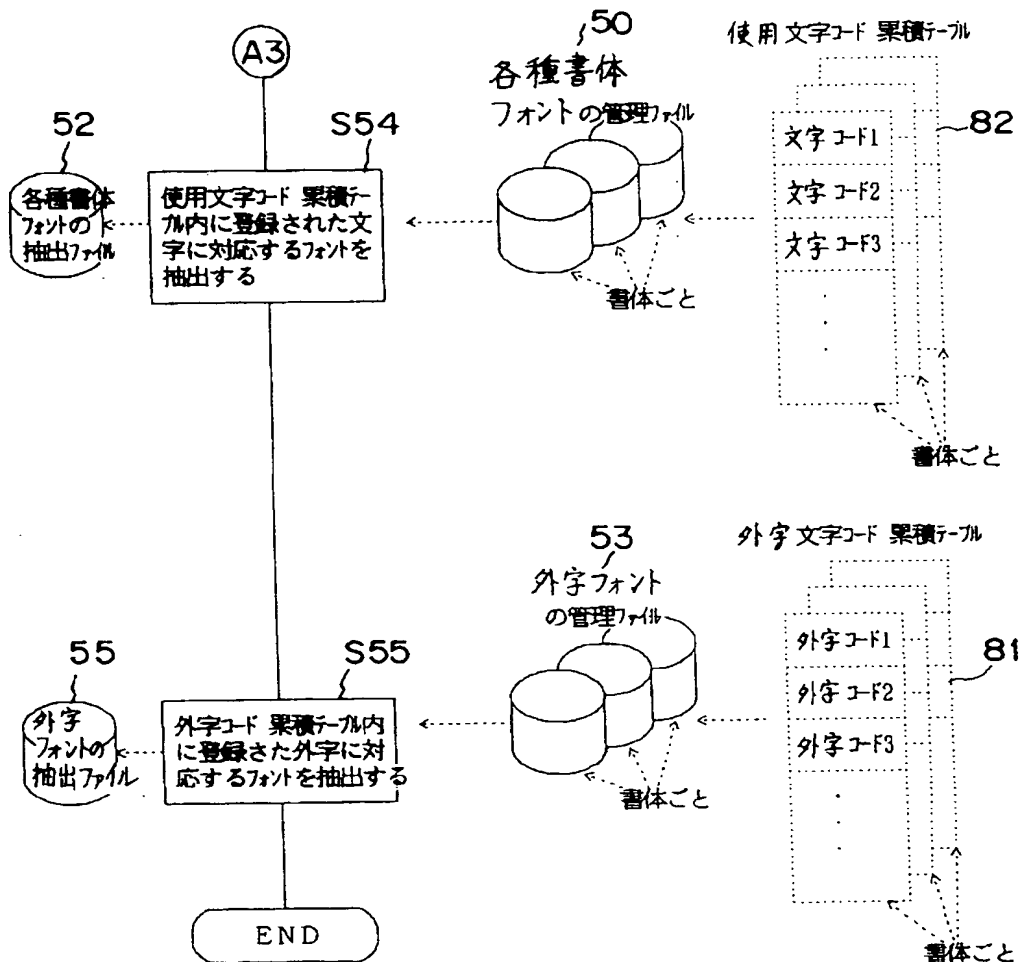 A3
50
各種書体
フォントの管理ファイル
書体ごと
使用文字コード 累積テーブル
82
文字コード1
文字コード2
文字コード3
書体ごと
52
各種書体
フォントの
抽出ファイル
S54
使用文字コード 累積テー
ブル内に登録された文
字に対応するフォントを
抽出する
53
外字フォント
の管理ファイル
書体ごと
外字文字コード 累積テーブル
81
外字コード1
外字コード2
外字コード3
書体ごと
55
外字
フォントの
抽出ファイル
S55
外字コード 累積テーブル内
に登録さた外字に対
応するフォントを抽出する
END